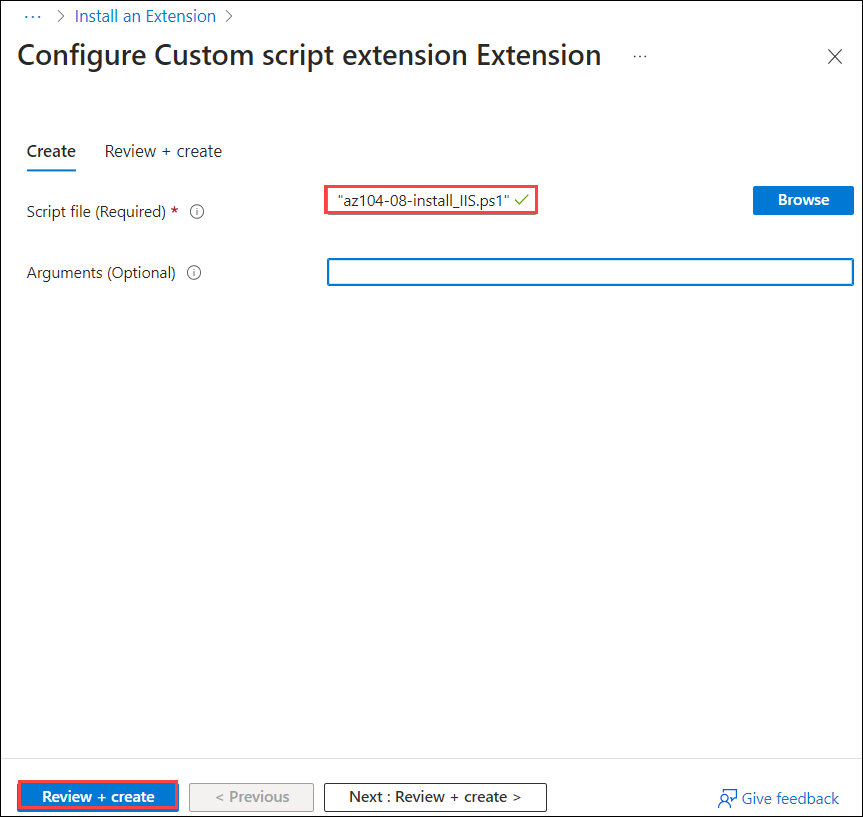 ··· > Install an Extension >
Configure Custom script extension Extension ···
Create Review + create
Script file (Required) * "az104-08-install_IIS.ps1" Browse
Arguments (Optional)
Review + create < Previous Next : Review + create > Give feedback